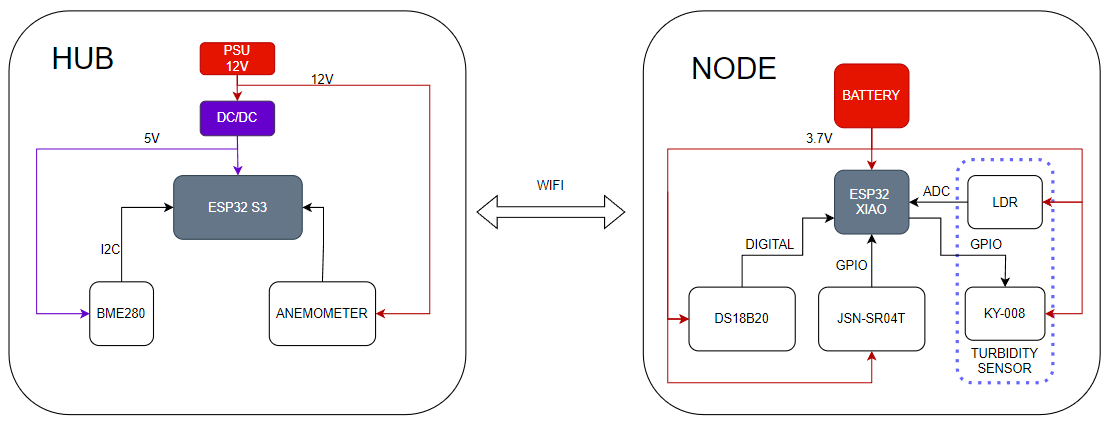 HUB
PSU
12V
12V
DC/DC
5V
ESP32 S3
I2C
BME280
ANEMOMETER
WIFI
NODE
BATTERY
3.7V
ESP32
XIAO
ADC
LDR
DIGITAL
GPIO
GPIO
DS18B20
JSN-SR04T
KY-008
TURBIDITY
SENSOR